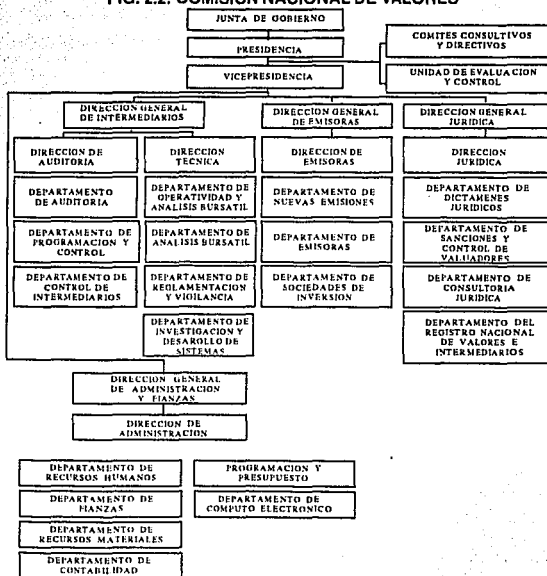 FIG. 2.2. COMISION NACIONAL DE VALORES
JUNTA DE GOBIERNO
PRESIDENCIA
VICEPRESIDENCIA
COMITES CONSULTIVOS
Y DIRECTIVOS
UNIDAD DE EVALUACION
Y CONTROL
DIRECCION GENERAL
DE INTERMEDIARIOS
DIRECCION DE
AUDITORIA
DEPARTAMENTO
DE AUDITORIA
DEPARTAMENTO DE
PROGRAMACION Y
CONTROL
DEPARTAMENTO DE
CONTROL DE
INTERMEDIARIOS
DIRECCION
TECNICA
DEPARTAMENTO DE
OPERATIVIDAD Y
ANALISIS BURSATIL
DEPARTAMENTO DE
ANALISIS BURSATIL
DEPARTAMENTO DE
REGLAMENTACION
Y VIGILANCIA
DEPARTAMENTO DE
INVESTIGACION Y
DESAROLLO DE
SISTEMAS
DIRECCION GENERAL
DE EMISORAS
DIRECCION DE
EMISORAS
DEPARTAMENTO DE
NUEVAS EMISIONES
DEPARTAMENTO DE
EMISORAS
DEPARTAMENTO DE
SOCIEDADES DE
INVERSION
DIRECCION GENERAL
JURIDICA
DIRECCION
JURIDICA
DEPARTAMENTO DE
DICTAMENES
JURIDICOS
DEPARTAMENTO DE
SANCIONES Y
CONTROL DE
VALUADORES
DEPARTAMENTO DE
CONSULTORIA
JURIDICA
DEPARTAMENTO DEL
REGISTRO NACIONAL
DE VALORES E
INTERMEDIARIOS
DIRECCION GENERAL
DE ADMINISTRACION
Y FIANZAS
DIRECCION DE
ADMINISTRACION
DEPARTAMENTO DE
RECURSOS HUMANOS
DEPARTAMENTO DE
FIANZAS
DEPARTAMENTO DE
RECURSOS MATERIALES
DEPARTAMENTO DE
CONTABILIDAD
PROGRAMACION Y
PRESUPUESTO
DEPARTAMENTO DE
COMPUTO ELECTRONICO